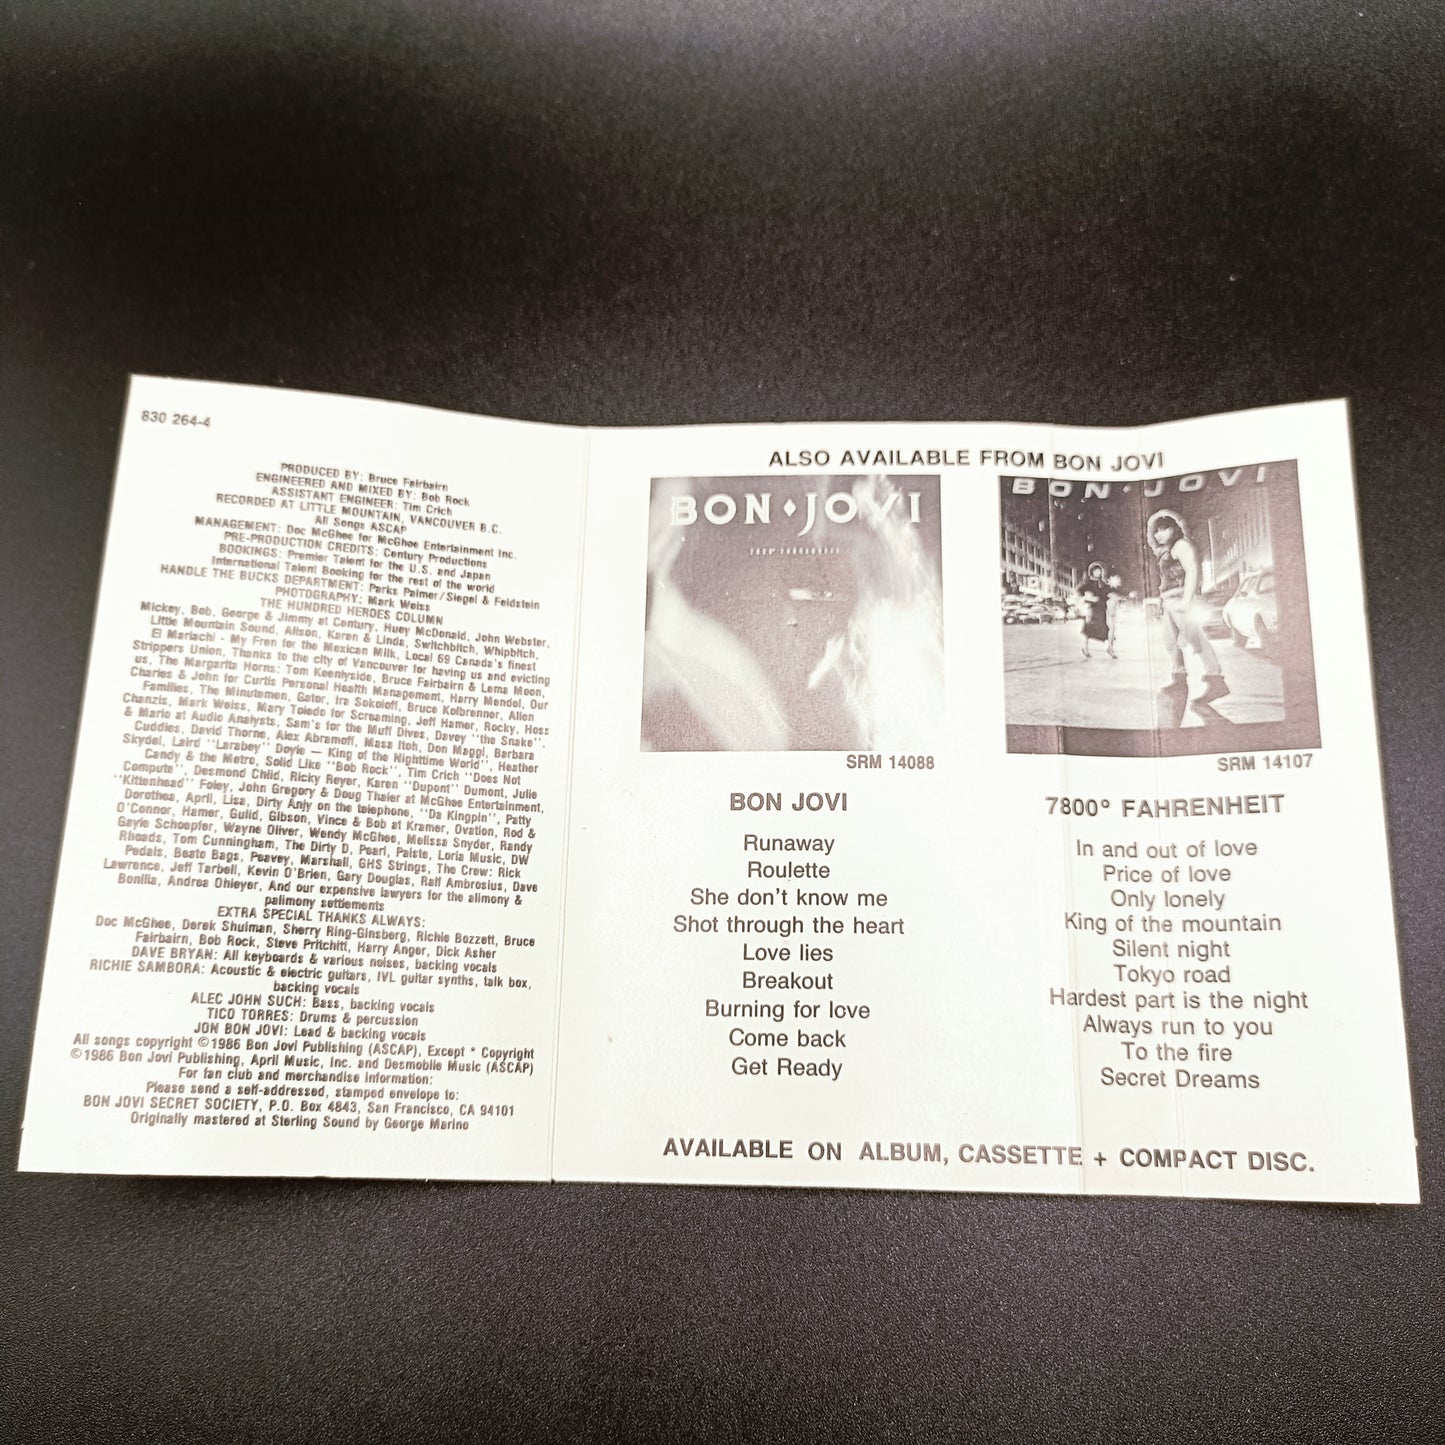 830 264-4
PRODUCED BY: Bruce Fairbairn
ENGINEERED AND MIXED BY: Bob Rock
ASSISTANT ENGINEER: Tim Crich
RECORDED AT LITTLE MOUNTAIN, VANCOUVER B.C.
All Songs ASCAP
MANAGEMENT: Doc McGhee for McGhee Entertainment Inc.
PRE-PRODUCTION CREDITS: Century Productions
BOOKINGS: Premier Talent for the U.S. and Japan
International Talent Booking for the rest of the world
HANDLE THE BUCKS DEPARTMENT: Parks Palmer/Siegel & Feldstein
PHOTOGRAPHY: Mark Weiss
THE HUNDRED HEROES COLUMN
Mickey, Bob, George & Jimmy at Century, Huey McDonald, John Webster,
Little Mountain Sound, Alison, Karen & Linda, Switchbitch, Whipbitch,
El Mariachi - My Fren for the Mexican Milk, Local 69 Canada's finest
Strippers Union, Thanks to the city of Vancouver for having us and evicting
us, The Margarita Horns: Tom Keenlyside, Bruce Fairbairn & Lema Moon,
Charles & John for Curtis Personal Health Management, Harry Mendel, Our
Families, The Minutemen, Gator, Ira Sokoloff, Bruce Kolbrenner, Allen
Chanzis, Mark Weiss, Mary Toledo for Screaming, Jeff Hamer, Rocky, Hoss
& Mario at Audio Analysts, Sam's for the Muff Dives, Davey "the Snake".
Cuddies, David Thorne, Alex Abramoff, Masa Itoh, Don Maggi, Barbara
Skydel, Laird "Larabey" Doyle — King of the Nighttime World", Heather
Candy & the Metro, Solid Like "Bob Rock", Tim Crich "Does Not
Compute", Desmond Child, Ricky Reyer, Karen "Dupont" Dumont, Julie
"Kittenhead" Foley, John Gregory & Doug Thaler at McGhee Entertainment,
Dorothea, April, Lisa, Dirty Anjy on the telephone, "Da Kingpin", Patty
O'Connor, Hamer, Guild, Gibson, Vince & Bob at Kramer, Ovation, Rod &
Gayle Schoepfer, Wayne Oliver, Wendy McGhee, Melissa Snyder, Randy
Rhoads, Tom Cunningham, The Dirty D, Pearl, Paiste, Loria Music, DW
Pedals, Beato Bags, Peavey, Marshall, GHS Strings, The Crew: Rick
Lawrence, Jeff Tarbell, Kevin O'Brien, Gary Douglas, Ralf Ambrosius, Dave
Bonilla, Andrea Ohleyer, And our expensive lawyers for the alimony &
palimony settlements
EXTRA SPECIAL THANKS ALWAYS:
Doc McGhee, Derek Shulman, Sherry Ring-Ginsberg, Richie Bozzett, Bruce
Fairbairn, Bob Rock, Steve Pritchitt, Harry Anger, Dick Asher
DAVE BRYAN: All keyboards & various noises, backing vocals
RICHIE SAMBORA: Acoustic & electric guitars, IVL guitar synths, talk box,
backing vocals
ALEC JOHN SUCH: Bass, backing vocals
TICO TORRES: Drums & percussion
JON BON JOVI: Lead & backing vocals
All songs copyright ©1986 Bon Jovi Publishing (ASCAP), Except * Copyright
©1986 Bon Jovi Publishing, April Music, Inc. and Desmobile Music (ASCAP)
For fan club and merchandise information:
Please send a self-addressed, stamped envelope to:
BON JOVI SECRET SOCIETY, P.O. Box 4843, San Francisco, CA 94101
Originally mastered at Sterling Sound by George Marino
ALSO AVAILABLE FROM BON JOVI
BON JOVI
SRM 14088
BON JOVI
Runaway
Roulette
She don't know me
Shot through the heart
Love lies
Breakout
Burning for love
Come back
Get Ready
BON JOVI
SRM 14107
7800° FAHRENHEIT
In and out of love
Price of love
Only lonely
King of the mountain
Silent night
Tokyo road
Hardest part is the night
Always run to you
To the fire
Secret Dreams
AVAILABLE ON ALBUM, CASSETTE + COMPACT DISC.